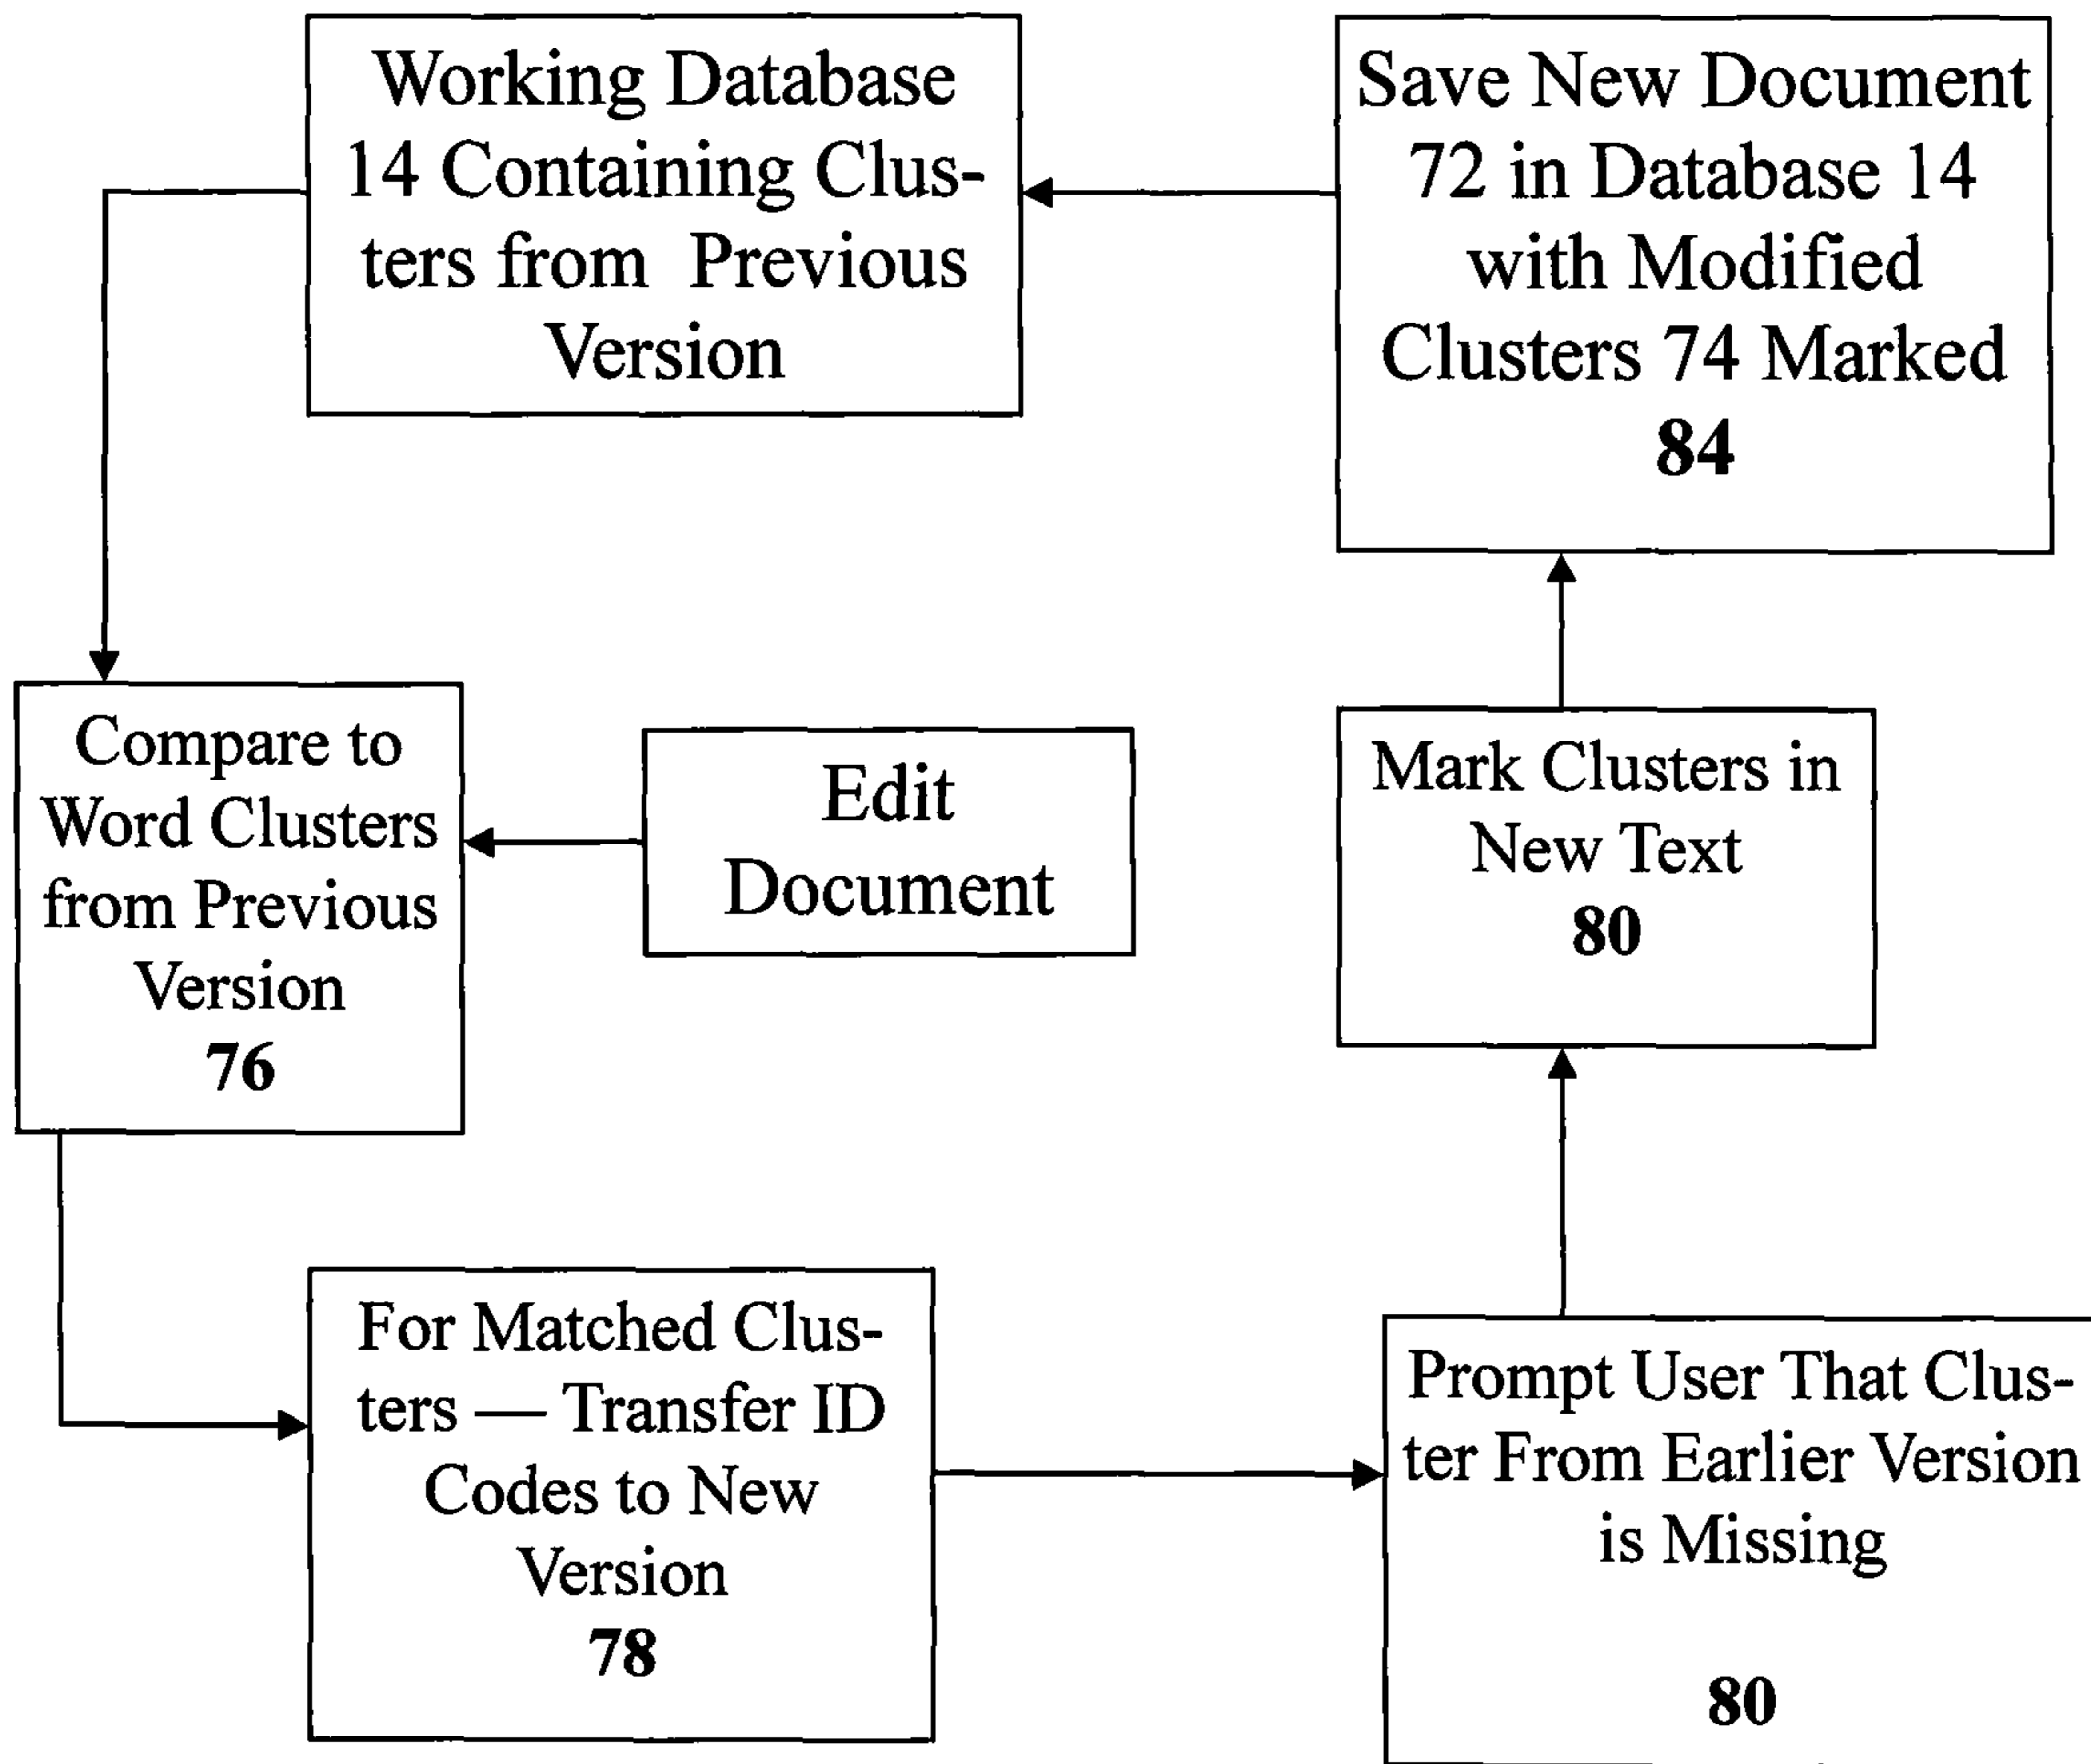 Working Database
14 Containing Clus-
ters from Previous
Version
Save New Document
72 in Database 14
with Modified
Clusters 74 Marked
84
Compare to
Word Clusters
from Previous
Version
76
Edit
Document
Mark Clusters in
New Text
80
For Matched Clus-
ters — Transfer ID
Codes to New
Version
78
Prompt User That Clus-
ter From Earlier Version
is Missing
80